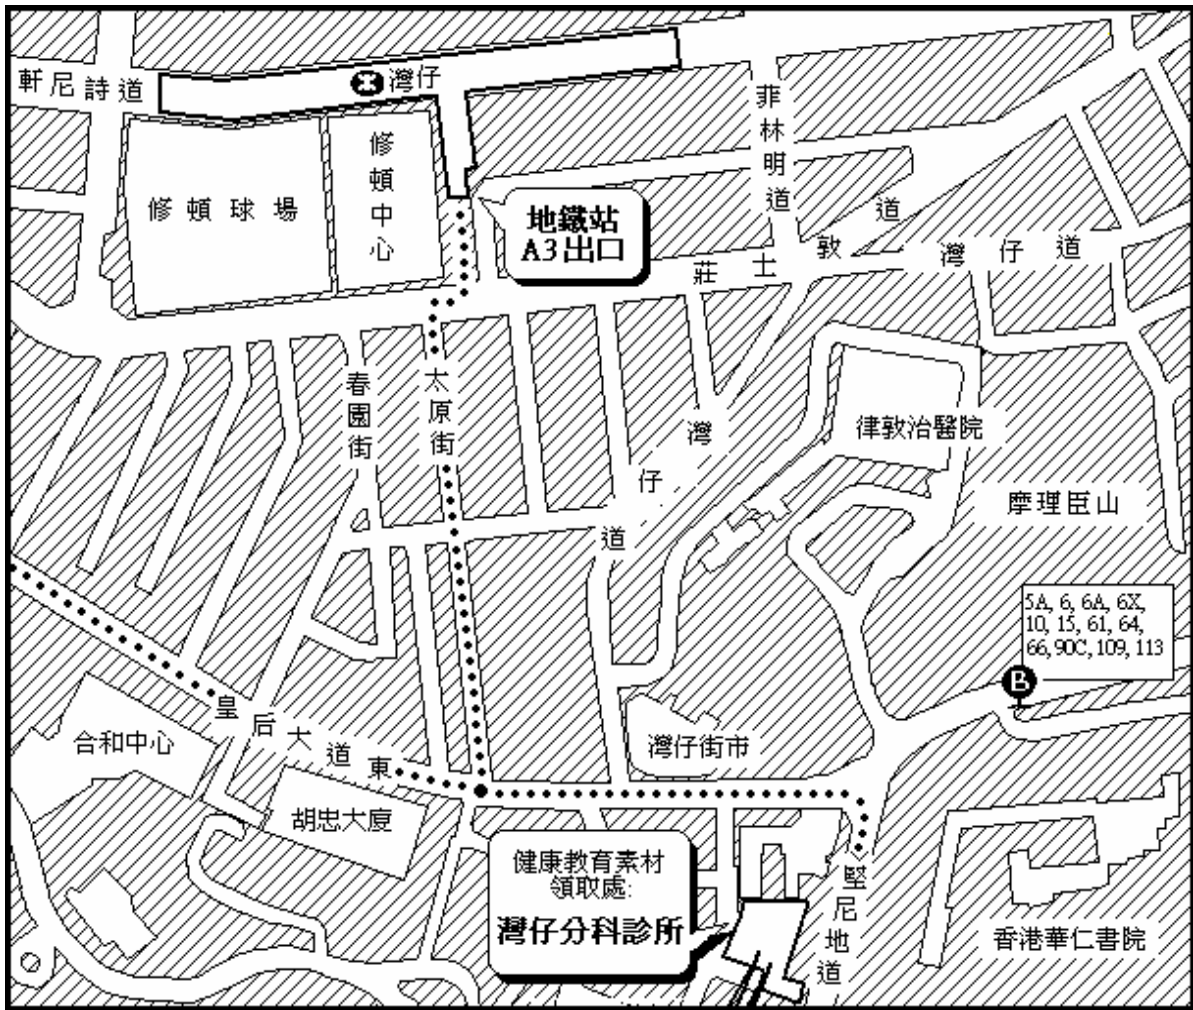 軒尼詩道
灣仔
菲林明道
修頓球場
修頓中心
地鐵站
A3出口
莊士敦道
灣仔道
春園街
太原街
灣仔道
律敦治醫院
摩理臣山
5A, 6, 6A, 6X,
10, 15, 61, 64,
66, 90C, 109, 113
B
皇后大道東
合和中心
灣仔街市
胡忠大廈
健康教育素材
領取處:
灣仔分科診所
堅尼地道
香港華仁書院